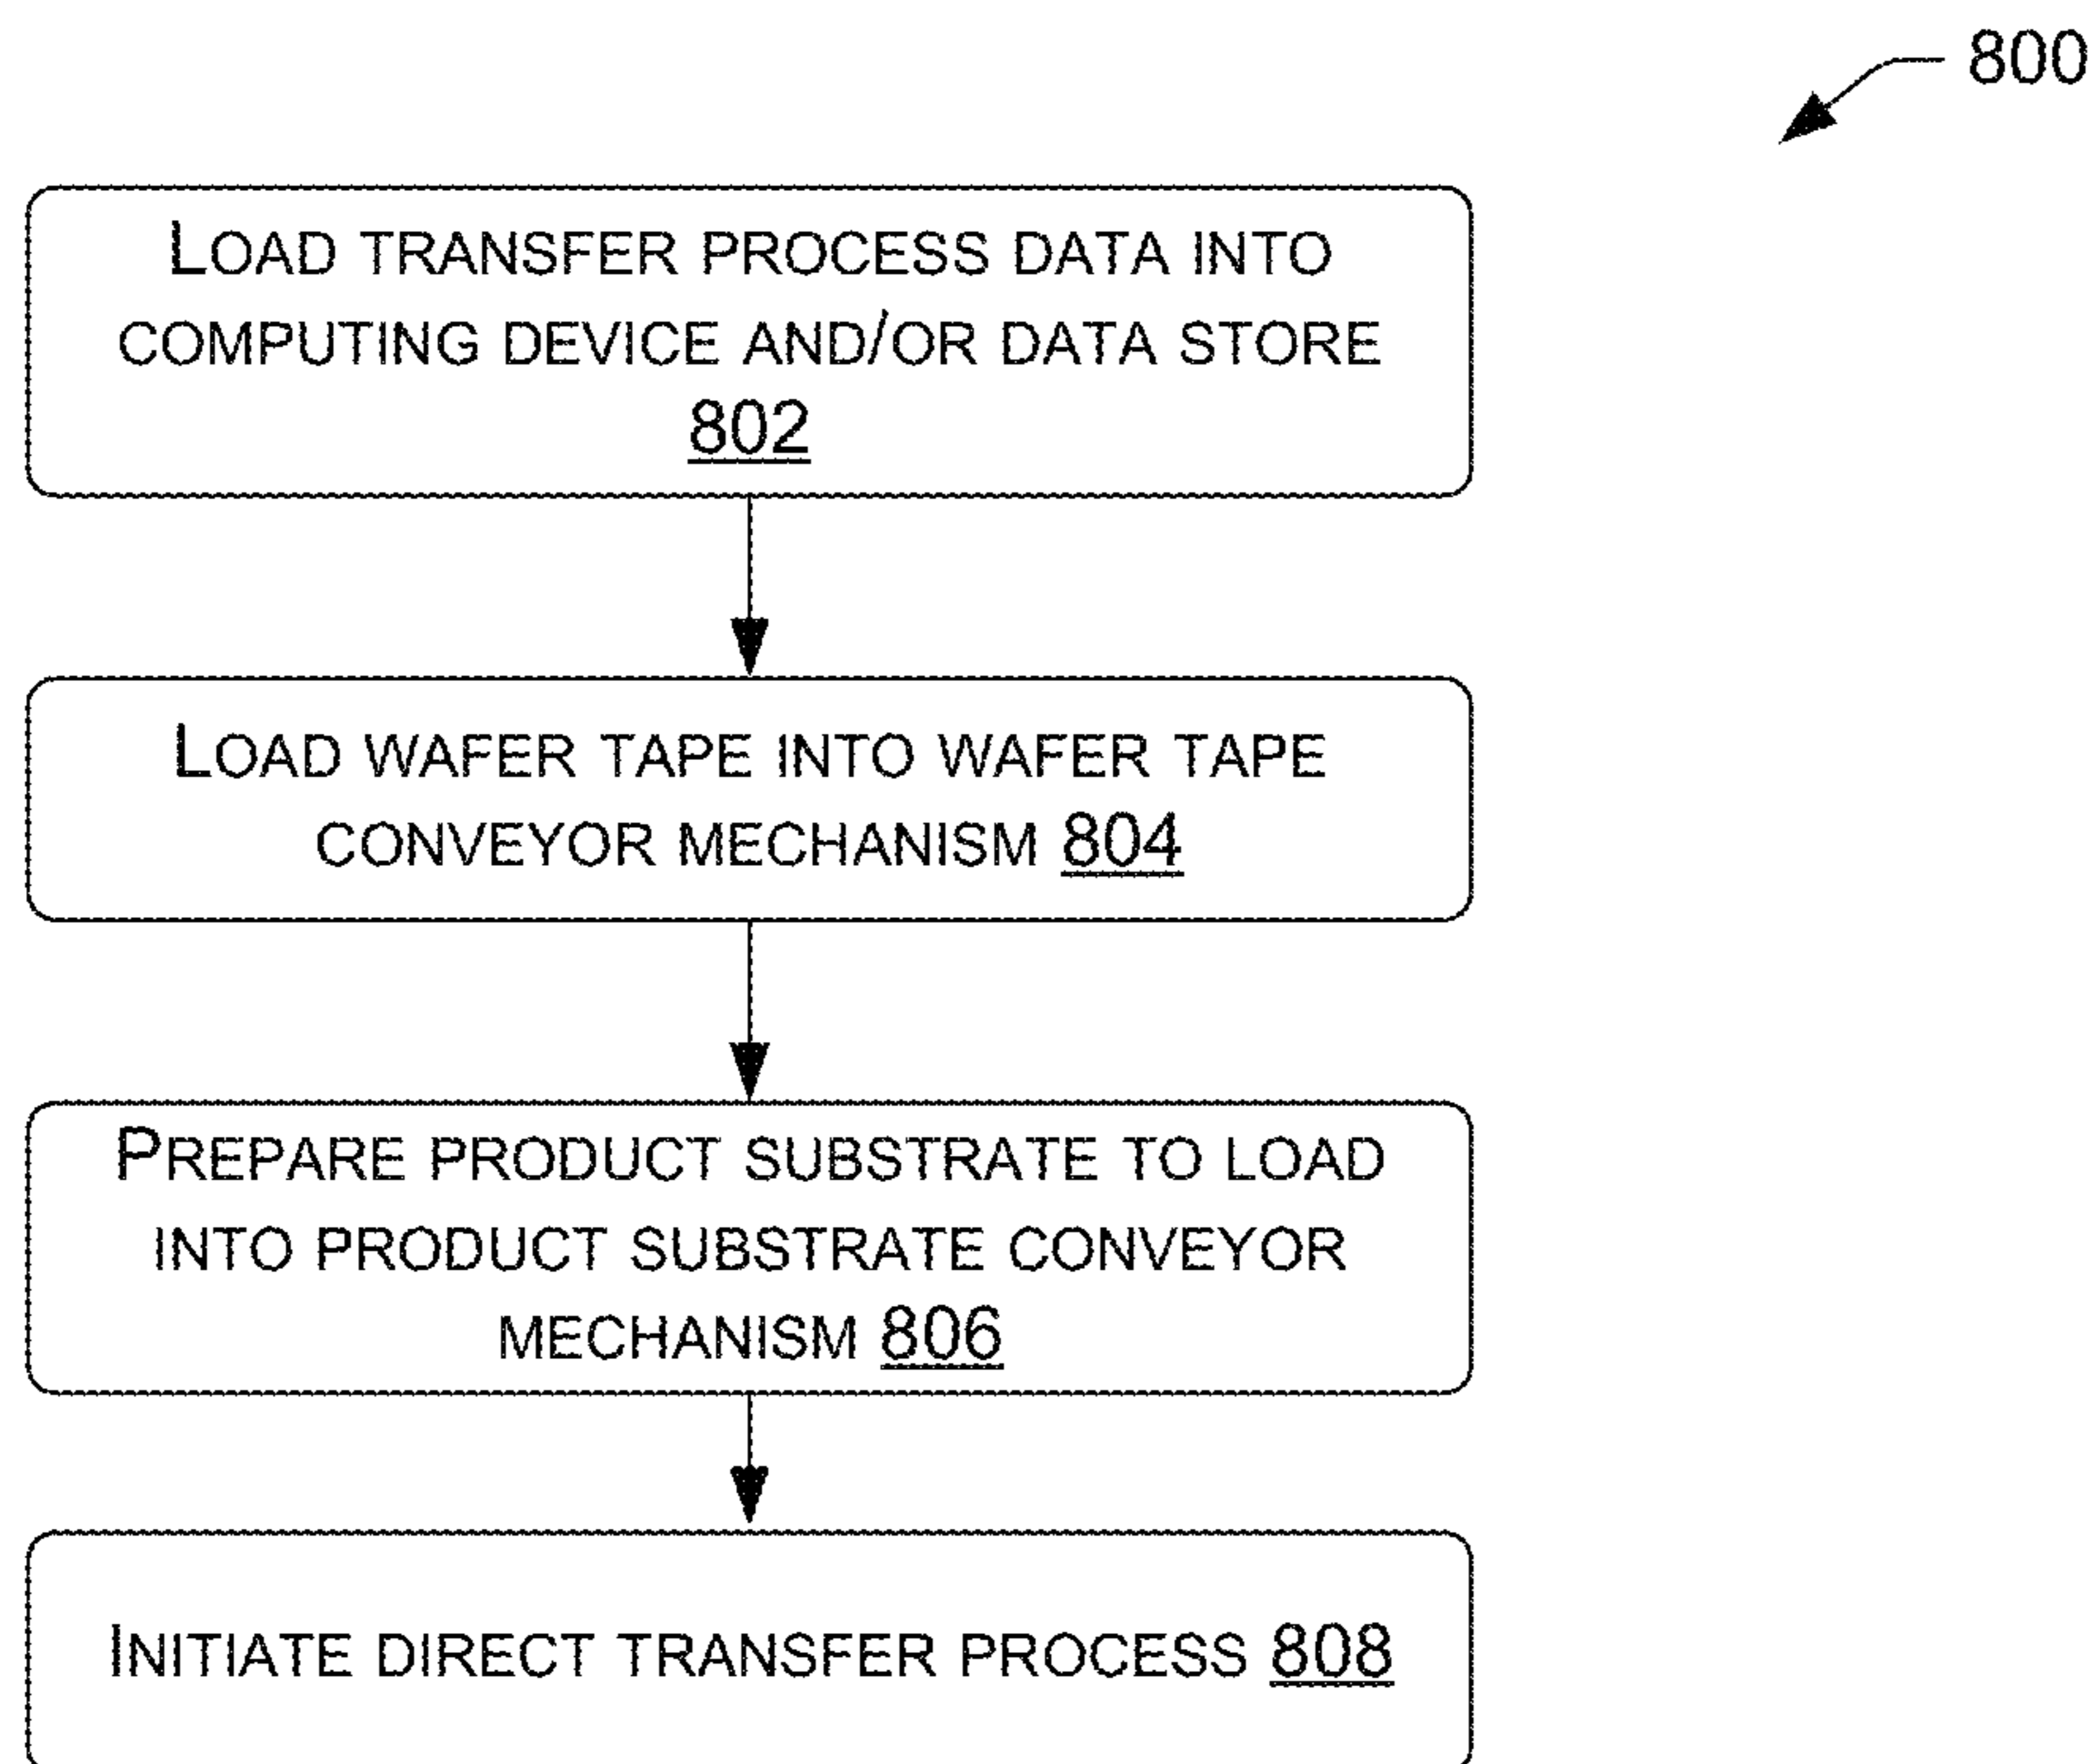 800
Load transfer process data into
computing device and/or data store
802
Load wafer tape into wafer tape
conveyor mechanism 804
Prepare product substrate to load
into product substrate conveyor
mechanism 806
Initiate direct transfer process 808